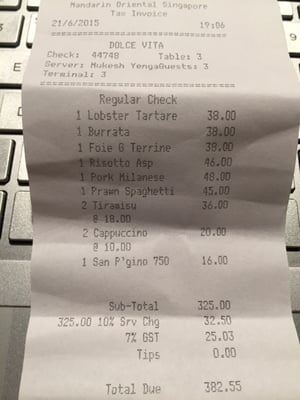 Mandarin Oriental Singapore
Tax Invoice
21/6/2015 19:06
DOLCE VITA
Check: 44748 Table: 3
Server: Mukesh YengaGuests: 3
Terminal: 3
Regular Check
1 Lobster Tartare 38.00
1 Burrata 38.00
1 Foie G Terrine 38.00
1 Risotto Asp 46.00
1 Pork Milanese 48.00
1 Prawn Spaghetti 45.00
2 Tiramisu 36.00
@ 18.00
2 Cappuccino 20.00
@ 10.00
1 San P'gino 750 16.00
Sub-Total 325.00
325.00 10% Srv Chg 32.50
7% GST 25.03
Tips 0.00
Total Due 382.55